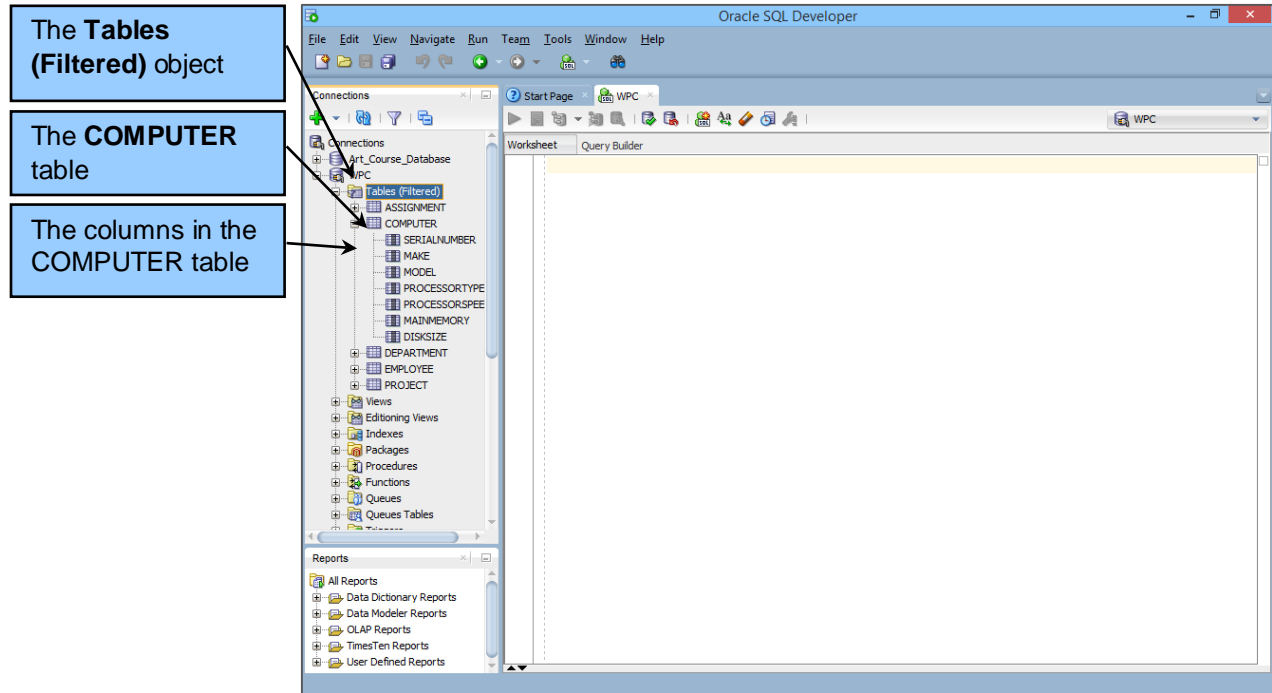 The Tables
(Filtered) object
The COMPUTER
table
The columns in the
COMPUTER table
Oracle SQL Developer
File Edit View Navigate Run Team Tools Window Help
Connections
Connections
Art_Course_Database
WPC
Tables (Filtered)
ASSIGNMENT
COMPUTER
SERIALNUMBER
MAKE
MODEL
PROCESSORTYPE
PROCESSORSPEE
MAINMEMORY
DISKSIZE
DEPARTMENT
EMPLOYEE
PROJECT
Views
Editioning Views
Indexes
Packages
Procedures
Functions
Queues
Queues Tables
Triggers
Reports
All Reports
Data Dictionary Reports
Data Modeler Reports
OLAP Reports
TimesTen Reports
User Defined Reports
Start Page WPC
WPC
Worksheet Query Builder